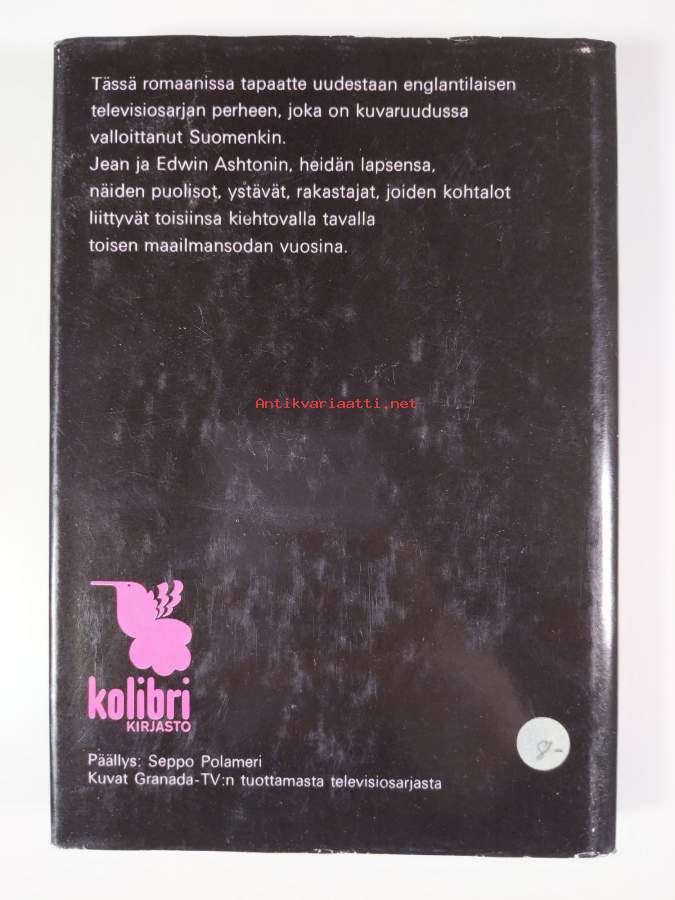 Tässä romaanissa tapaatte uudestaan englantilaisen
televisiosarjan perheen, joka on kuvaruudussa
valloittanut Suomenkin.
Jean ja Edwin Ashtonin, heidän lapsensa,
näiden puolisot, ystävät, rakastajat, joiden kohtalot
liittyvät toisiinsa kiehtovalla tavalla
toisen maailmansodan vuosina.
Antikvariaatti.net
kolibri
KIRJASTO
8-
Päällys: Seppo Polameri
Kuvat Granada-TV:n tuottamasta televisiosarjasta